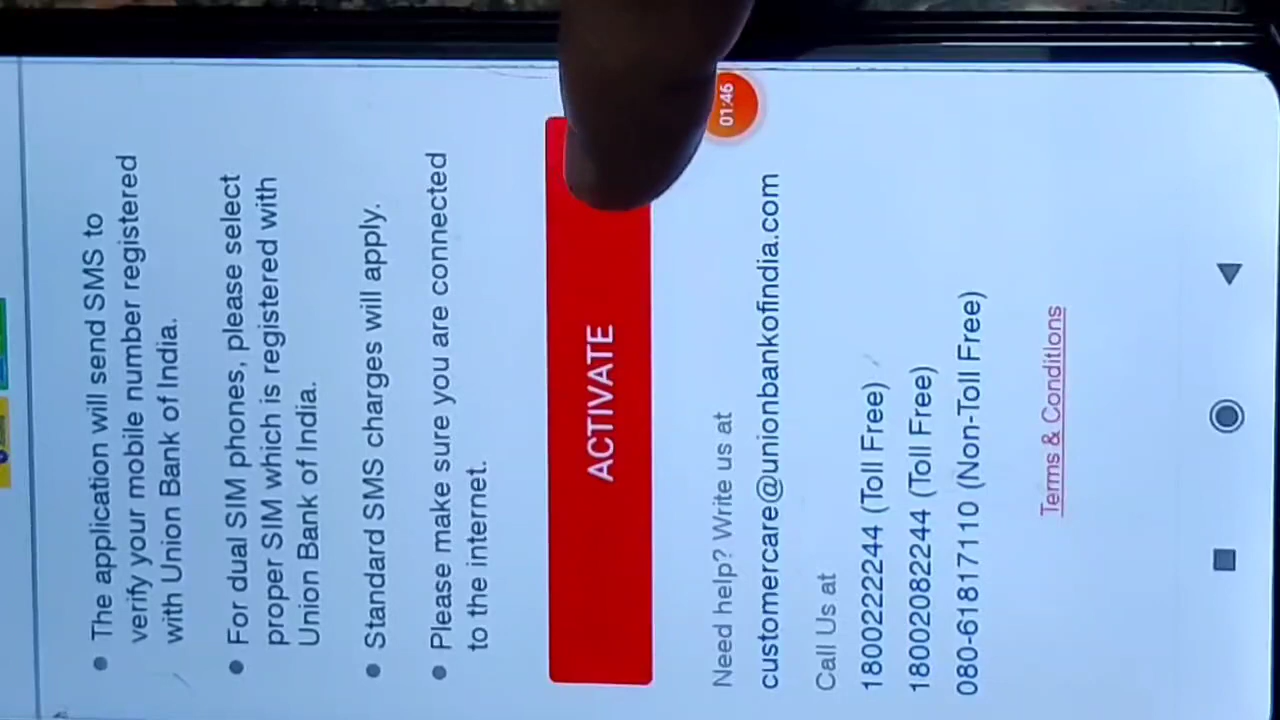 The application will send SMS to
verify your mobile number registered
with Union Bank of India.
For dual SIM phones, please select
proper SIM which is registered with
Union Bank of India.
Standard SMS charges will apply.
Please make sure you are connected
to the internet.
ACTIVATE
01:46
Need help? Write us at
customercare@unionbankofindia.com
Call Us at
1800222244 (Toll Free)
18002082244 (Toll Free)
080-61817110 (Non-Toll Free)
Terms & Conditions